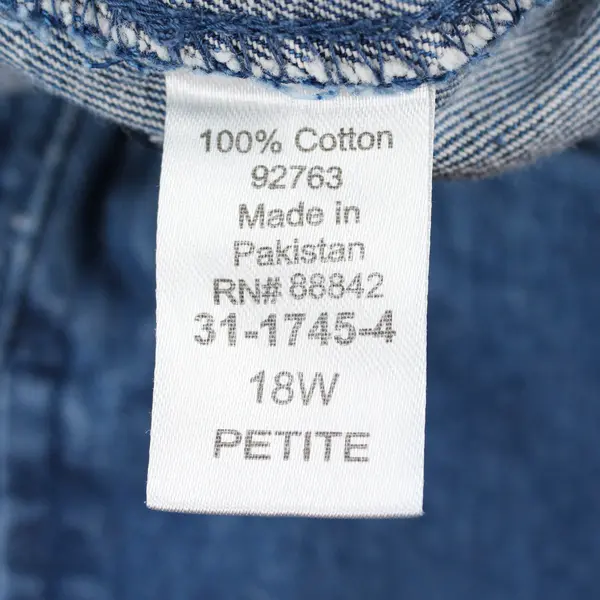 100% Cotton
92763
Made in
Pakistan
RN# 88842
31-1745-4
18W
PETITE